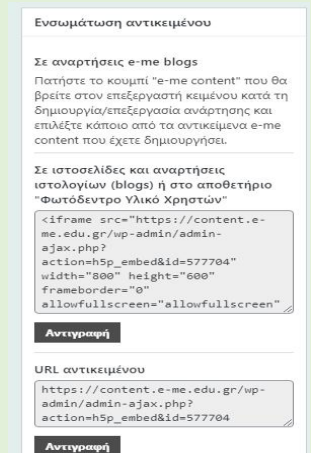 Ενσωμάτωση αντικειμένου
Σε αναρτήσεις e-me blogs
Πατήστε το κουμπί "e-me content" που θα
βρείτε στον επεξεργαστή κειμένου κατά τη
δημιουργία/επεξεργασία ανάρτησης και
επιλέξτε κάποιο από τα αντικείμενα e-me
content που έχετε δημιουργήσει.
Σε ιστοσελίδες και αναρτήσεις
ιστολογίων (blogs) ή στο αποθετήριο
"Φωτόδεντρο Υλικό Χρηστών"
<iframe src="https://content.e-
me.edu.gr/wp-admin/admin-
ajax.php?
action=h5p_embed&id=577704"
width="800" height="600"
frameborder="0"
allowfullscreen="allowfullscreen"
Αντιγραφή
URL αντικειμένου
https://content.e-me.edu.gr/wp-
admin/admin-ajax.php?
action=h5p_embed&id=577704
Αντιγραφή